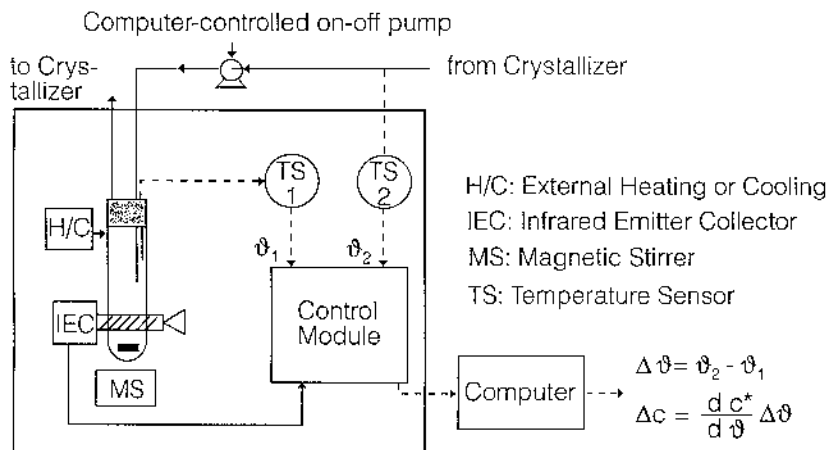 Computer-controlled on-off pump
to Crys-
tallizer
from Crystallizer
TS
1
TS
2
H/C
ϑ₁
ϑ₂
H/C: External Heating or Cooling
IEC: Infrared Emitter Collector
MS: Magnetic Stirrer
TS: Temperature Sensor
Control
Module
IEC
MS
Computer
Δϑ = ϑ₂ - ϑ₁
Δc = d c* / d ϑ Δϑ